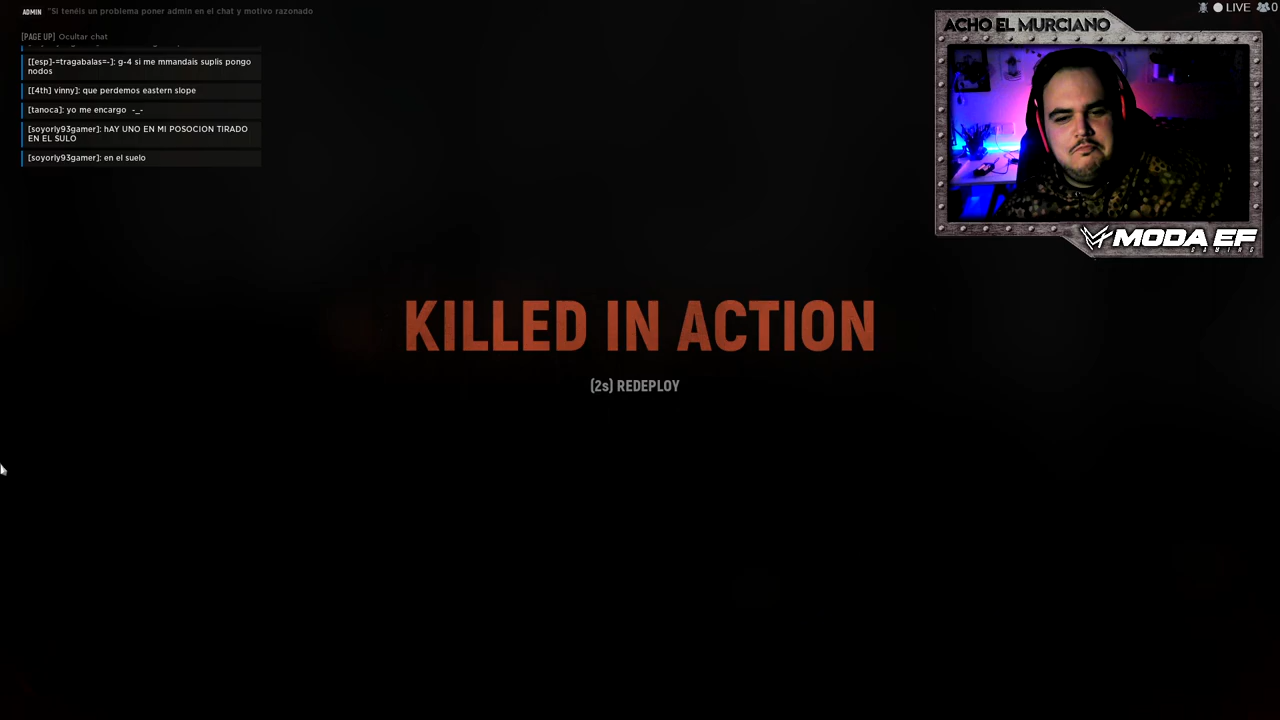 ADMIN "SI tenéis un problema poner admin en el chat y motivo razonado
[PAGE UP] Ocultar chat
[[esp]-=tragabalas=-]: g-4 si me mmandais suplis pongo
nodos
[[4th] vinny]: que perdemos eastern slope
[tanoca]: yo me encargo -_-
[soyorly93gamer]: hAY UNO EN MI POSOCION TIRADO
EN EL SULO
[soyorly93gamer]: en el suelo
LIVE 0
ACHO EL MURCIANO
MODA EF
GAMING
KILLED IN ACTION
(2s) REDEPLOY